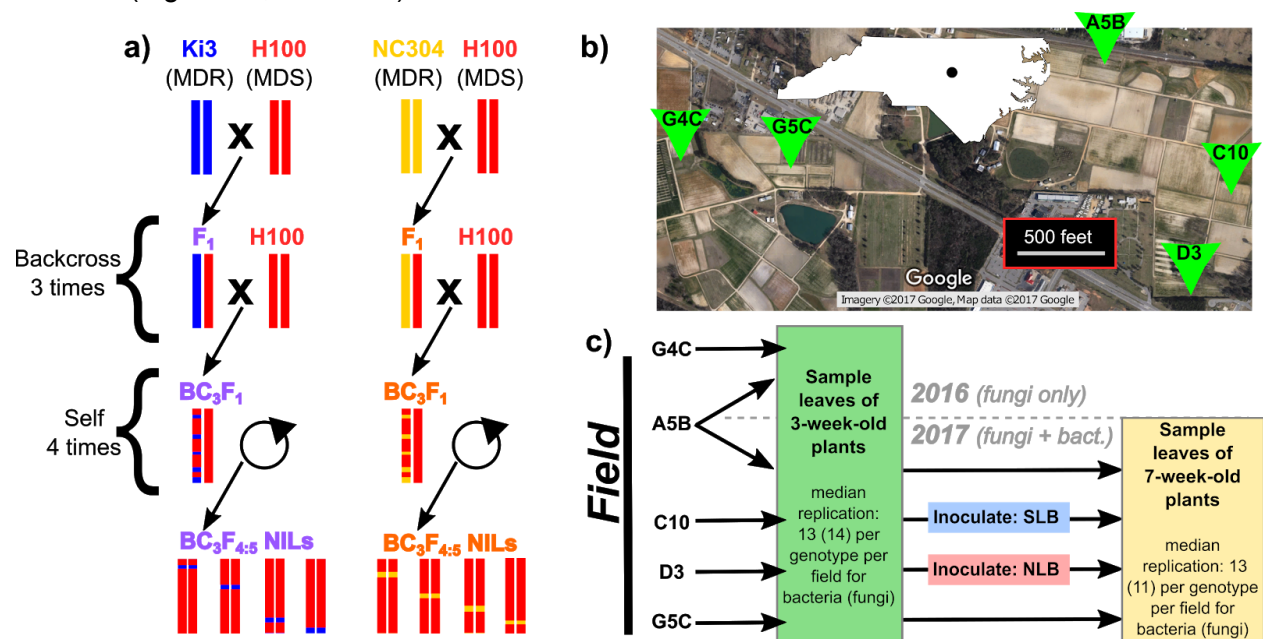 a)
Ki3
H100
NC304
H100
(MDR)
(MDS)
(MDR)
(MDS)
X
X
Backcross
3 times
F1
H100
F1
H100
X
X
Self
4 times
BC3F1
BC3F1
BC3F4:5 NILs
BC3F4:5 NILs
b)
A5B
G4C
G5C
C10
D3
500 feet
Google
Imagery ©2017 Google, Map data ©2017 Google
c)
Field
G4C
A5B
C10
D3
G5C
Sample
leaves of
3-week-old
plants
median
replication:
13 (14) per
genotype per
field for
bacteria (fungi)
2016 (fungi only)
2017 (fungi + bact.)
Inoculate: SLB
Inoculate: NLB
Sample
leaves of
7-week-old
plants
median
replication: 13
(11) per genotype
per field for
bacteria (fungi)